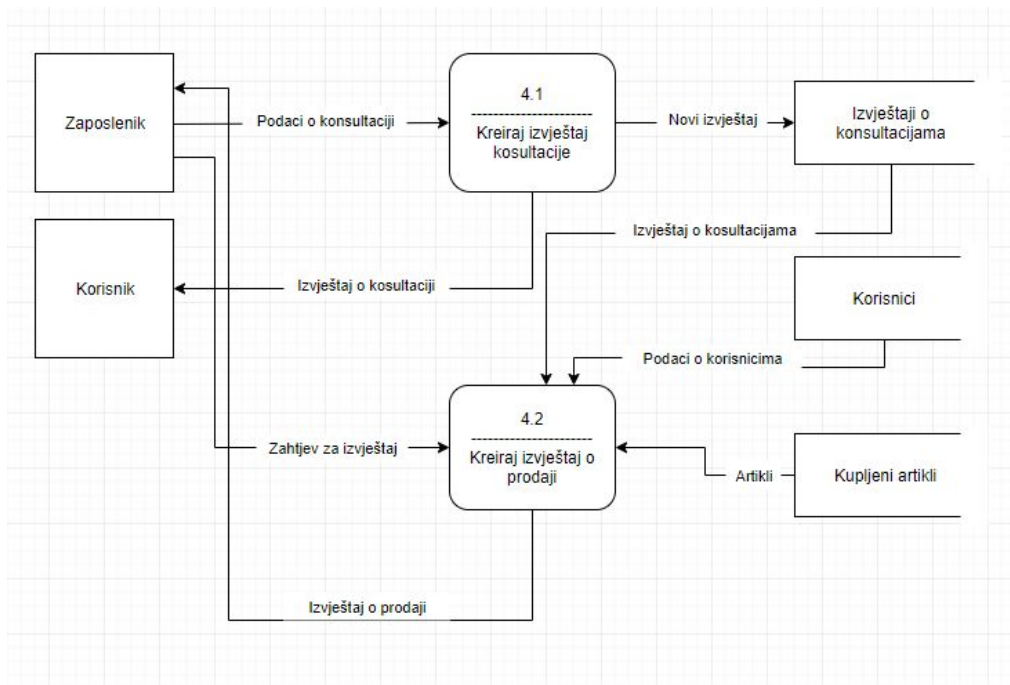 Zaposlenik
Podaci o konsultaciji
4.1
Kreiraj izvještaj
kosultacije
Novi izvještaj
Izvještaji o
konsultacijama
Izvještaj o kosultacijama
Korisnik
Izvještaj o kosultaciji
Korisnici
Podaci o korisnicima
4.2
Kreiraj izvještaj o
prodaji
Zahtjev za izvještaj
Artikli
Kupljeni artikli
Izvještaj o prodaji